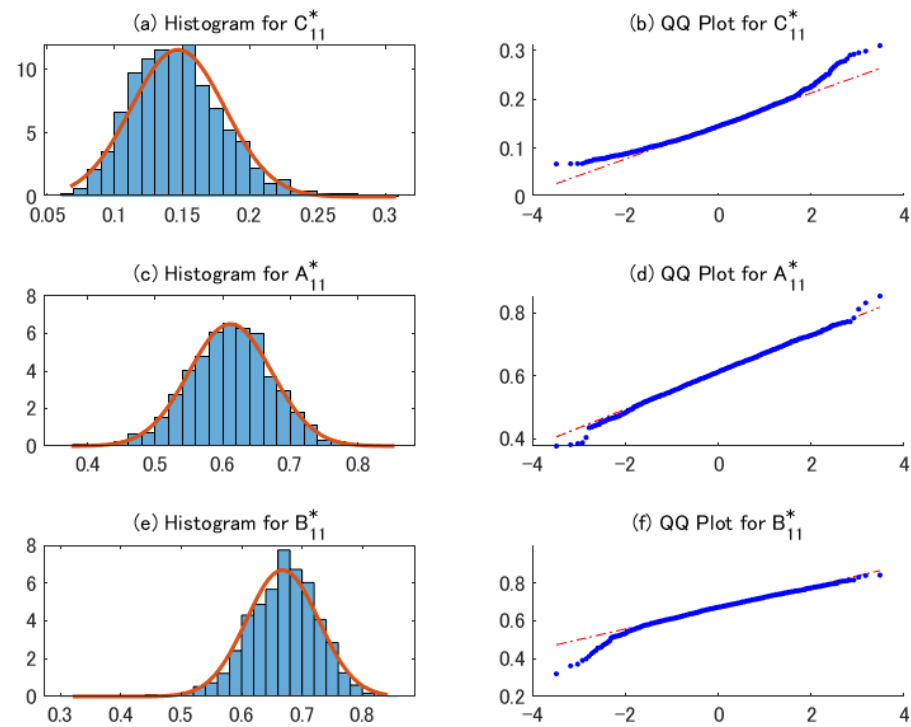 (a) Histogram for C*11
(b) QQ Plot for C*11
10
5
0
0.05 0.1 0.15 0.2 0.25 0.3
0.3
0.2
0.1
0
−4 −2 0 2 4
(c) Histogram for A*11
(d) QQ Plot for A*11
8
6
4
2
0
0.4 0.5 0.6 0.7 0.8
0.8
0.6
0.4
−4 −2 0 2 4
(e) Histogram for B*11
(f) QQ Plot for B*11
8
6
4
2
0
0.3 0.4 0.5 0.6 0.7 0.8
0.8
0.6
0.4
0.2
−4 −2 0 2 4